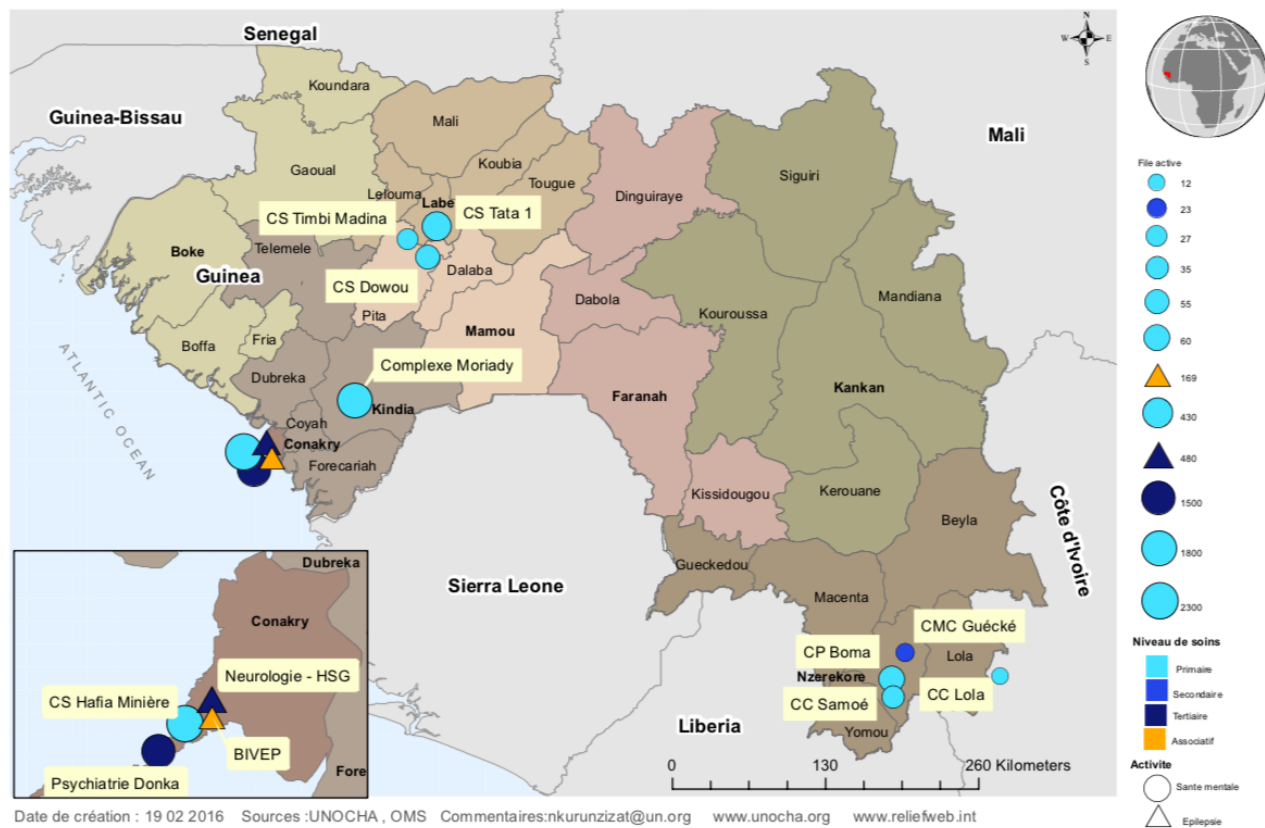 Senegal
Guinea-Bissau
Mali
Koundara
Mali
Koubia
Gaoual
Tougue
Siguiri
Lefouma
Labe
Dinguiraye
CS Timbi Madina
CS Tata 1
Boke
Telemele
Guinea
Dalaba
Mandiana
CS Dowou
Dabola
Kouroussa
Pita
Mamou
Boffa
Fria
Complexe Moriady
Dubreka
Kankan
Faranah
Kindia
Coyah
Conakry
Forecariah
ATLANTIC OCEAN
Kissidougou
Kerouane
Beyla
Côte d'Ivoire
Gueckedou
Sierra Leone
Macenta
CMC Guécké
CP Boma
Lola
Nzerekore
CC Samoé
CC Lola
Liberia
Yomou
0 130 260 Kilometers
Dubreka
Conakry
Neurologie - HSG
CS Hafia Minière
BIVEP
Fore
Psychiatrie Donka
N
W E
S
File active
12
23
27
35
55
60
169
430
480
1500
1800
2300
Niveau de soins
Primaire
Secondaire
Tertiaire
Associatif
Activite
Sante mentale
Epilepsie
Date de création : 19 02 2016 Sources :UNOCHA , OMS Commentaires:nkurunzizat@un.org www.unocha.org www.reliefweb.int